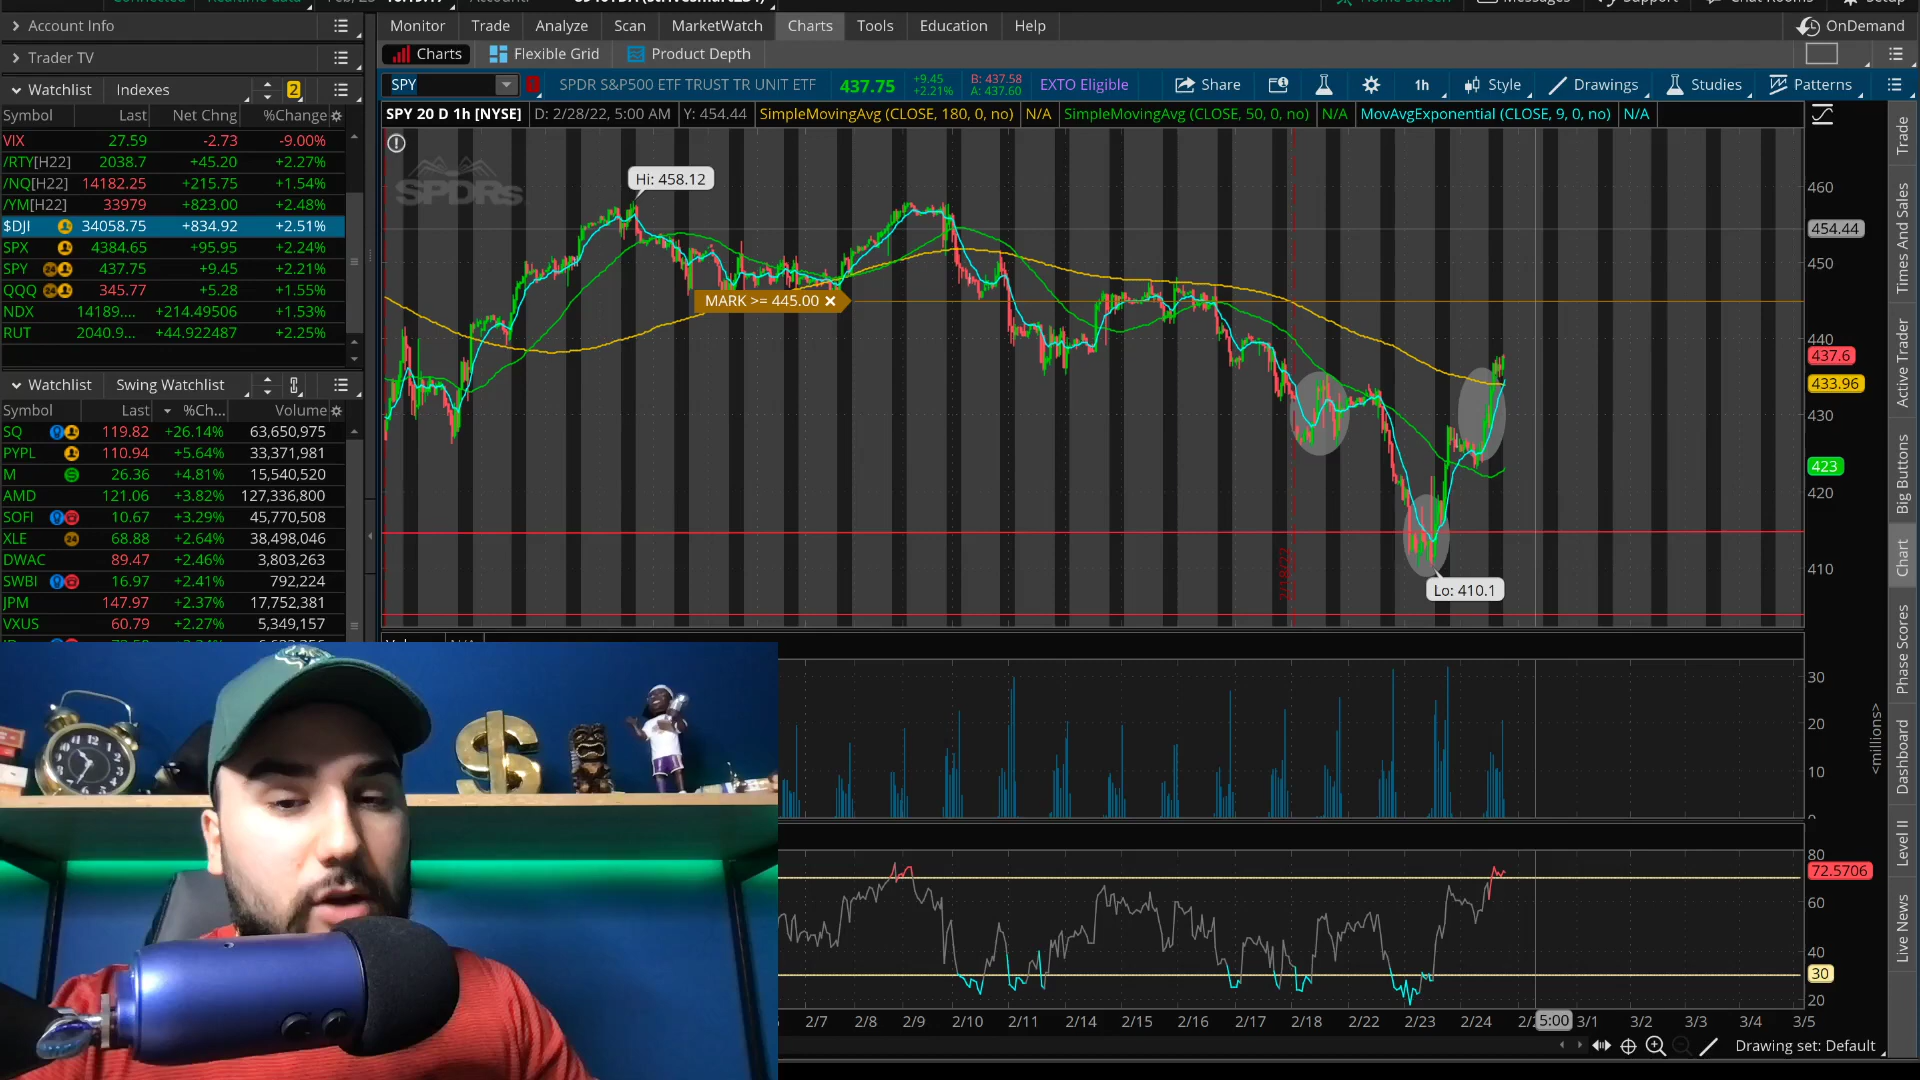 Account Info
Trader TV
Monitor Trade Analyze Scan MarketWatch Charts Tools Education Help
OnDemand
Charts Flexible Grid Product Depth
Watchlist Indexes 2
SPY SPDR S&P500 ETF TRUST TR UNIT ETF 437.75 +9.45 +2.21% B: 437.58 A: 437.60 EXTO Eligible Share 1h Style Drawings Studies Patterns
Symbol Last Net Chng %Change
SPY 20 D 1h [NYSE] D: 2/28/22, 5:00 AM Y: 454.44 SimpleMovingAvg (CLOSE, 180, 0, no) N/A SimpleMovingAvg (CLOSE, 50, 0, no) N/A MovAvgExponential (CLOSE, 9, 0, no) N/A
VIX 27.59 -2.73 -9.00%
/RTY[H22] 2038.7 +45.20 +2.27%
/NQ[H22] 14182.25 +215.75 +1.54%
/YM[H22] 33979 +823.00 +2.48%
$DJI 34058.75 +834.92 +2.51%
SPX 4384.65 +95.95 +2.24%
SPY 24 437.75 +9.45 +2.21%
QQQ 24 345.77 +5.28 +1.55%
NDX 14189.... +214.49506 +1.53%
RUT 2040.9... +44.922487 +2.25%
Watchlist Swing Watchlist
Symbol Last %Ch... Volume
SQ 119.82 +26.14% 63,650,975
PYPL 110.94 +5.64% 33,371,981
M 26.36 +4.81% 15,540,520
AMD 121.06 +3.82% 127,336,800
SOFI 10.67 +3.29% 45,770,508
XLE 24 68.88 +2.64% 38,498,046
DWAC 89.47 +2.46% 3,803,263
SWBI 16.97 +2.41% 792,224
JPM 147.97 +2.37% 17,752,381
VXUS 60.79 +2.27% 5,349,157
SPDRs
Hi: 458.12
MARK >= 445.00
Lo: 410.1
460
454.44
450
440
437.6
433.96
430
423
420
410
30
20
10
<millions>
80
72.5706
60
40
30
20
2/7 2/8 2/9 2/10 2/11 2/14 2/15 2/16 2/17 2/18 2/22 2/23 2/24 5:00 3/1 3/2 3/3 3/4 3/5
Drawing set: Default
Trade
Times And Sales
Active Trader
Big Buttons
Chart
Phase Scores
Dashboard
Level II
Live News